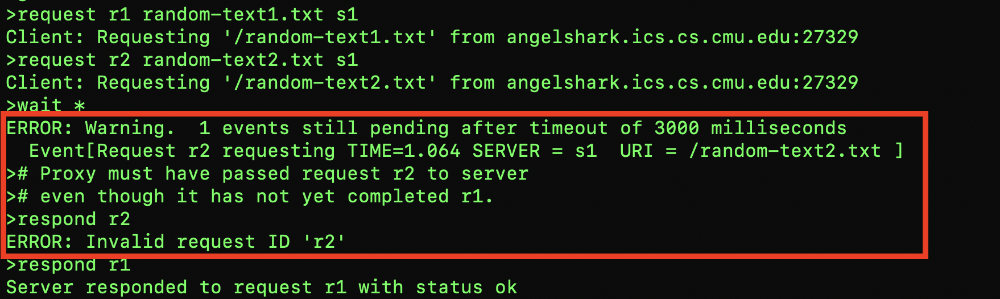 >request r1 random-text1.txt s1
Client: Requesting '/random-text1.txt' from angelshark.ics.cs.cmu.edu:27329
>request r2 random-text2.txt s1
Client: Requesting '/random-text2.txt' from angelshark.ics.cs.cmu.edu:27329
>wait *
ERROR: Warning.  1 events still pending after timeout of 3000 milliseconds
  Event[Request r2 requesting TIME=1.064 SERVER = s1  URI = /random-text2.txt ]
># Proxy must have passed request r2 to server
># even though it has not yet completed r1.
>respond r2
ERROR: Invalid request ID 'r2'
>respond r1
Server responded to request r1 with status ok